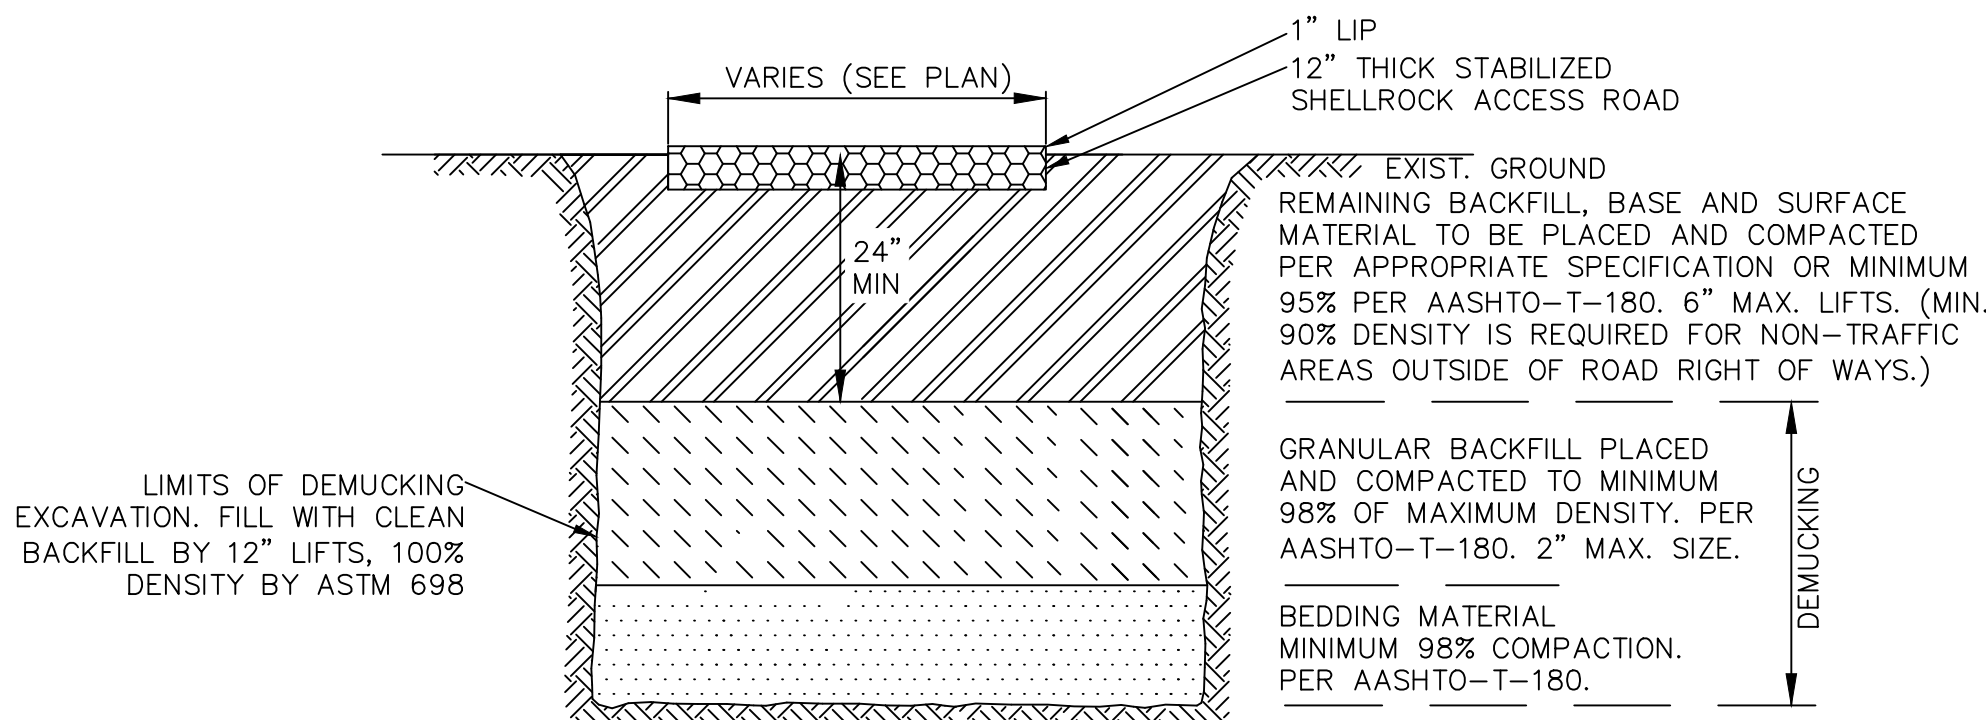 1” LIP
12” THICK STABILIZED
SHELLROCK ACCESS ROAD
VARIES (SEE PLAN)
EXIST. GROUND
REMAINING BACKFILL, BASE AND SURFACE
MATERIAL TO BE PLACED AND COMPACTED
PER APPROPRIATE SPECIFICATION OR MINIMUM
95% PER AASHTO–T–180. 6” MAX. LIFTS. (MIN.
90% DENSITY IS REQUIRED FOR NON–TRAFFIC
AREAS OUTSIDE OF ROAD RIGHT OF WAYS.)
24”
MIN
GRANULAR BACKFILL PLACED
AND COMPACTED TO MINIMUM
98% OF MAXIMUM DENSITY. PER
AASHTO–T–180. 2” MAX. SIZE.
LIMITS OF DEMUCKING
EXCAVATION. FILL WITH CLEAN
BACKFILL BY 12” LIFTS, 100%
DENSITY BY ASTM 698
DEMUCKING
BEDDING MATERIAL
MINIMUM 98% COMPACTION.
PER AASHTO–T–180.